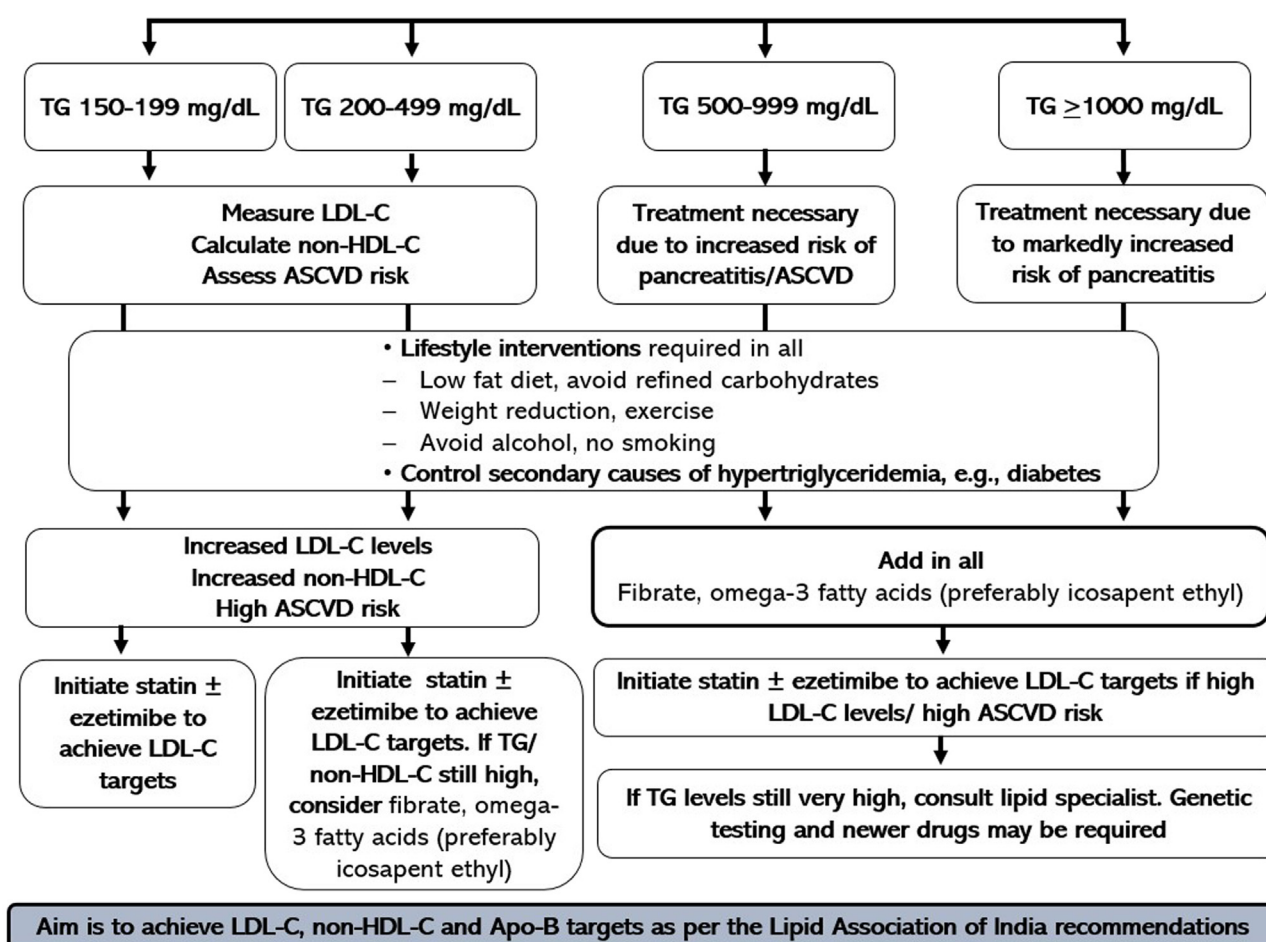 TG 150-199 mg/dL
TG 200-499 mg/dL
TG 500-999 mg/dL
TG ≥1000 mg/dL
Measure LDL-C
Calculate non-HDL-C
Assess ASCVD risk
Treatment necessary
due to increased risk of
pancreatitis/ASCVD
Treatment necessary due
to markedly increased
risk of pancreatitis
• Lifestyle interventions required in all
– Low fat diet, avoid refined carbohydrates
– Weight reduction, exercise
– Avoid alcohol, no smoking
• Control secondary causes of hypertriglyceridemia, e.g., diabetes
Increased LDL-C levels
Increased non-HDL-C
High ASCVD risk
Add in all
Fibrate, omega-3 fatty acids (preferably icosapent ethyl)
Initiate statin ±
ezetimibe to
achieve LDL-C
targets
Initiate statin ±
ezetimibe to achieve
LDL-C targets. If TG/
non-HDL-C still high,
consider fibrate, omega-
3 fatty acids (preferably
icosapent ethyl)
Initiate statin ± ezetimibe to achieve LDL-C targets if high
LDL-C levels/ high ASCVD risk
If TG levels still very high, consult lipid specialist. Genetic
testing and newer drugs may be required
Aim is to achieve LDL-C, non-HDL-C and Apo-B targets as per the Lipid Association of India recommendations